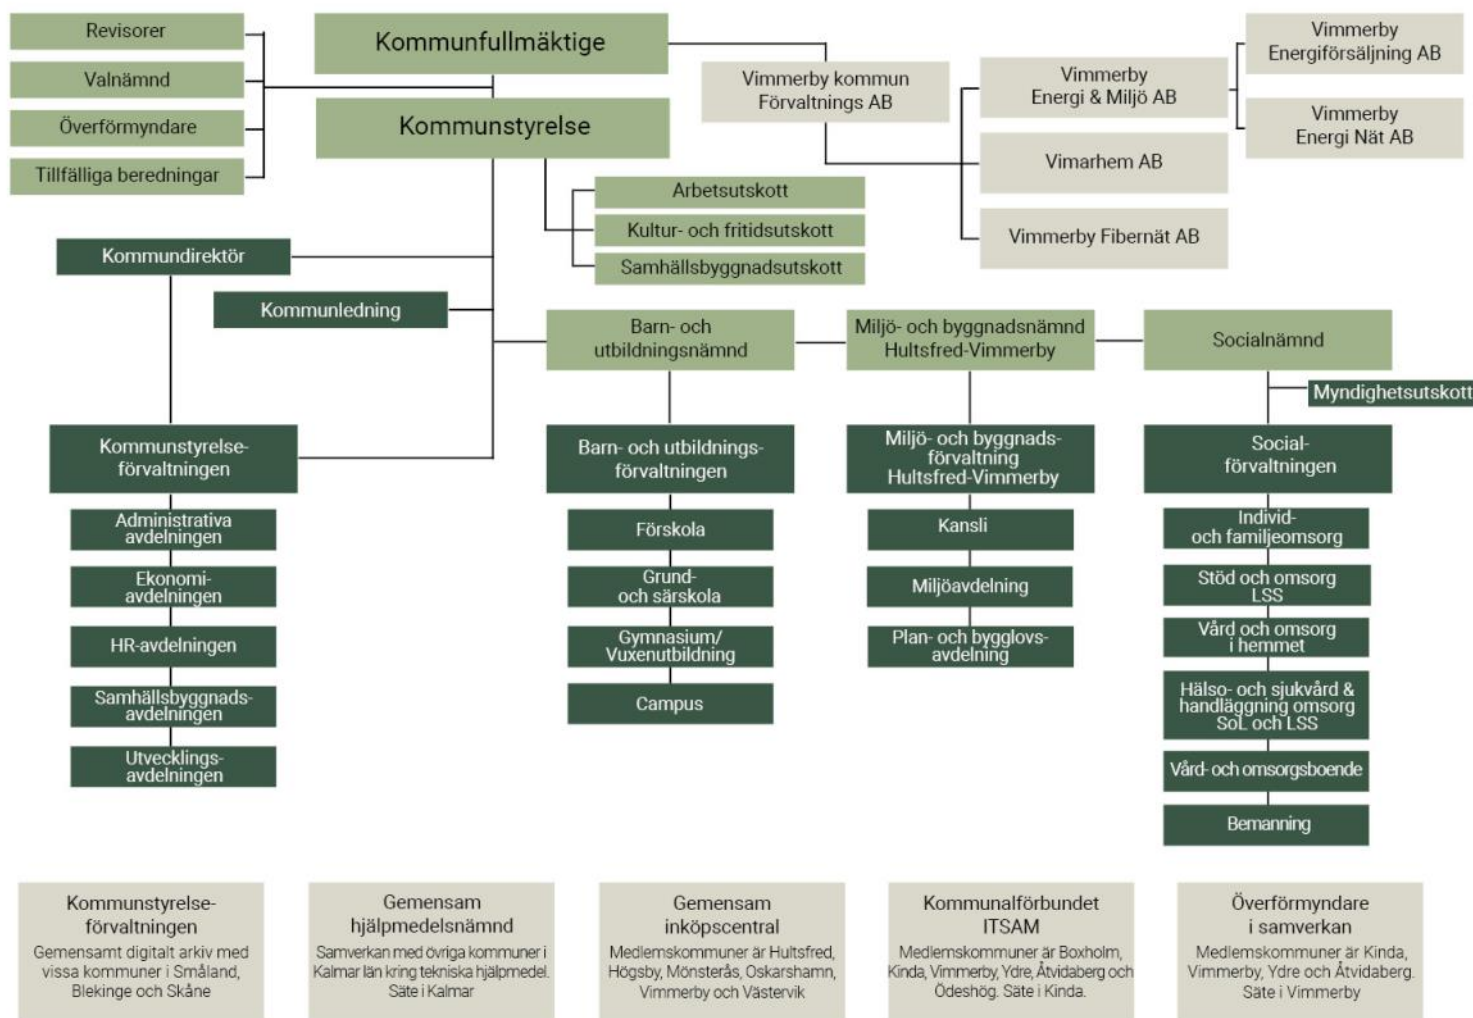 Revisorer
Valnämnd
Överförmyndare
Tillfälliga beredningar
Kommunfullmäktige
Kommunstyrelse
Vimmerby kommun
Förvaltnings AB
Vimmerby
Energi & Miljö AB
Vimarhem AB
Vimmerby Fibernät AB
Vimmerby
Energiförsäljning AB
Vimmerby
Energi Nät AB
Arbetsutskott
Kultur- och fritidsutskott
Samhällsbyggnadsutskott
Kommundirektör
Kommunledning
Barn- och
utbildningsnämnd
Miljö- och byggnadsnämnd
Hultsfred-Vimmerby
Socialnämnd
Myndighetsutskott
Kommunstyrelse-
förvaltningen
Administrativa
avdelningen
Ekonomi-
avdelningen
HR-avdelningen
Samhällsbyggnads-
avdelningen
Utvecklings-
avdelningen
Barn- och utbildnings-
förvaltningen
Förskola
Grund-
och särskola
Gymnasium/
Vuxenutbildning
Campus
Miljö- och byggnads-
förvaltning
Hultsfred-Vimmerby
Kansli
Miljöavdelning
Plan- och bygglovs-
avdelning
Social-
förvaltningen
Individ-
och familjeomsorg
Stöd och omsorg
LSS
Vård och omsorg
i hemmet
Hälso- och sjukvård &
handläggning omsorg
SoL och LSS
Vård- och omsorgsboende
Bemanning
Kommunstyrelse-
förvaltningen
Gemensamt digitalt arkiv med
vissa kommuner i Småland,
Blekinge och Skåne
Gemensam
hjälpmedelsnämnd
Samverkan med övriga kommuner i
Kalmar län kring tekniska hjälpmedel.
Säte i Kalmar
Gemensam
inköpscentral
Medlemskommuner är Hultsfred,
Högsby, Mönsterås, Oskarshamn,
Vimmerby och Västervik
Kommunalförbundet
ITSAM
Medlemskommuner är Boxholm,
Kinda, Vimmerby, Ydre, Åtvidaberg och
Ödeshög. Säte i Kinda.
Överförmyndare
i samverkan
Medlemskommuner är Kinda,
Vimmerby, Ydre och Åtvidaberg.
Säte i Vimmerby